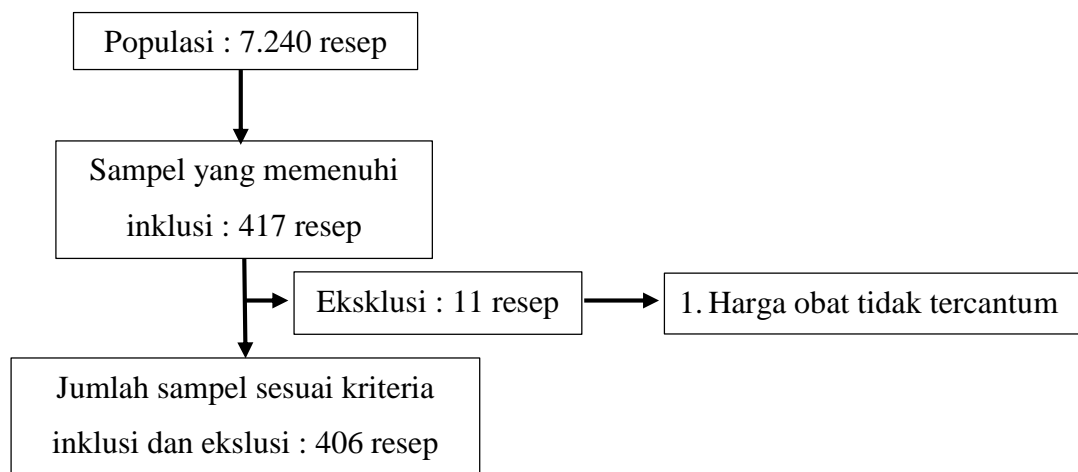 Populasi : 7.240 resep
Sampel yang memenuhi
inklusi : 417 resep
Eksklusi : 11 resep
1. Harga obat tidak tercantum
Jumlah sampel sesuai kriteria
inklusi dan ekslusi : 406 resep